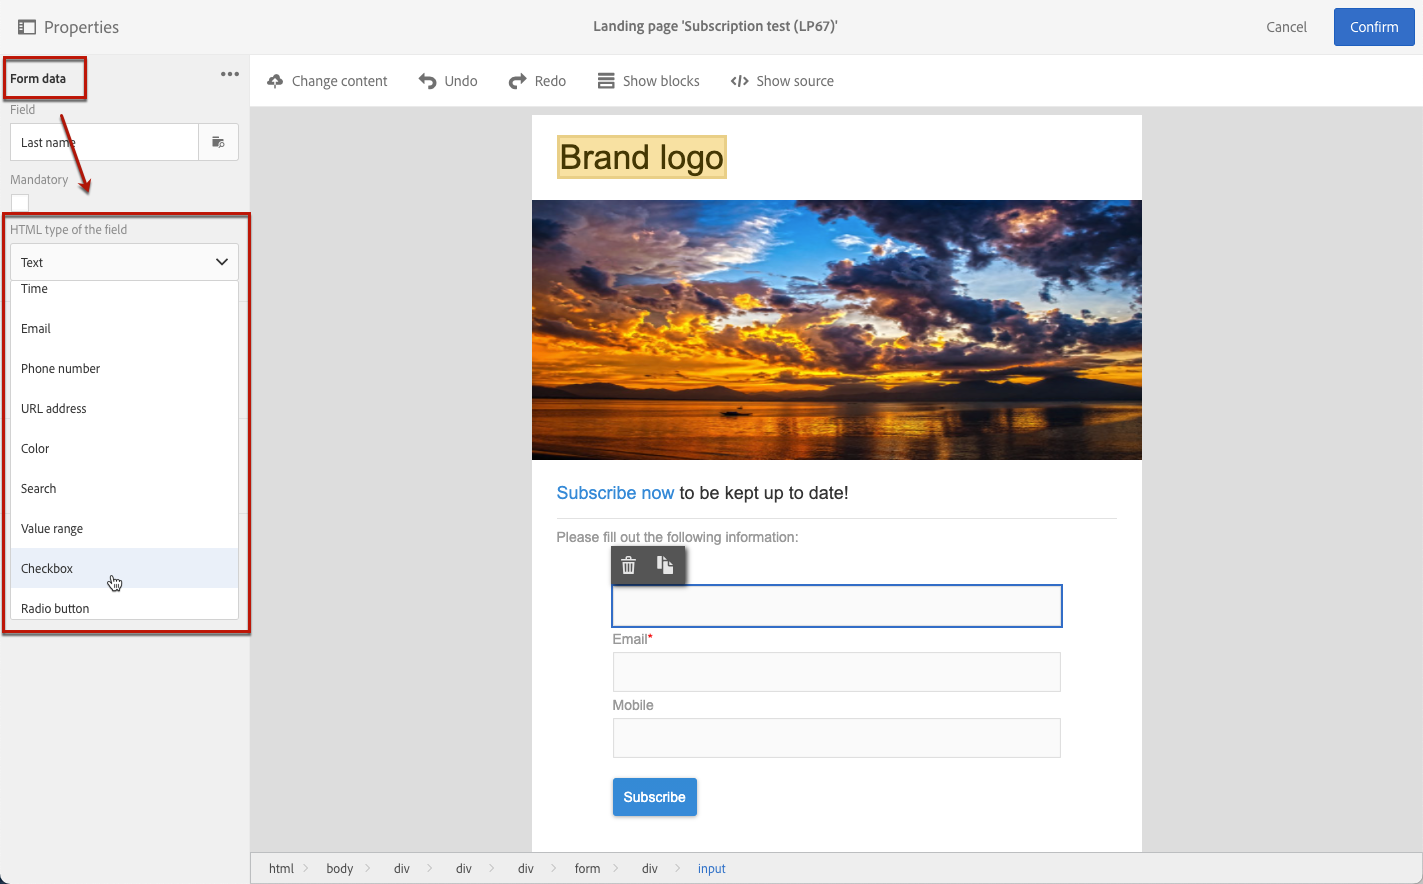 Properties
Landing page 'Subscription test (LP67)'
Cancel
Confirm
Form data
Change content
Undo
Redo
Show blocks
Show source
Field
Last name
Mandatory
HTML type of the field
Text
Time
Email
Phone number
URL address
Color
Search
Value range
Checkbox
Radio button
Brand logo
Subscribe now to be kept up to date!
Please fill out the following information:
Email*
Mobile
Subscribe
html
body
div
div
div
form
div
input